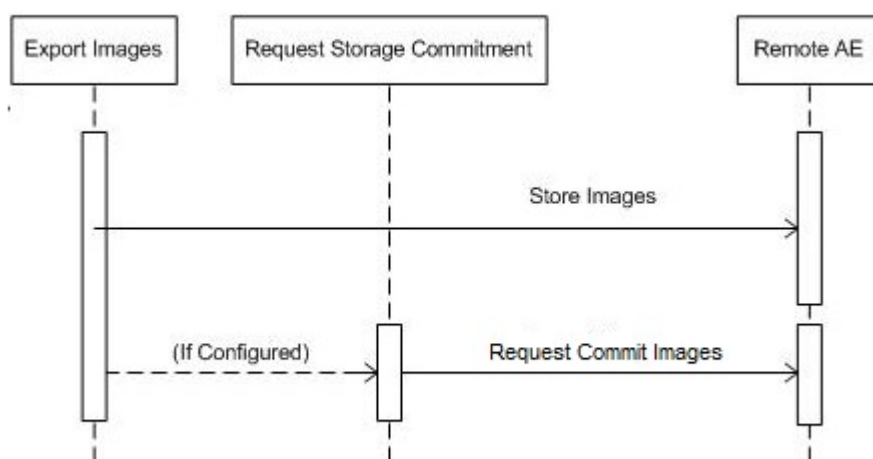 Export Images
Request Storage Commitment
Remote AE
Store Images
(If Configured)
Request Commit Images